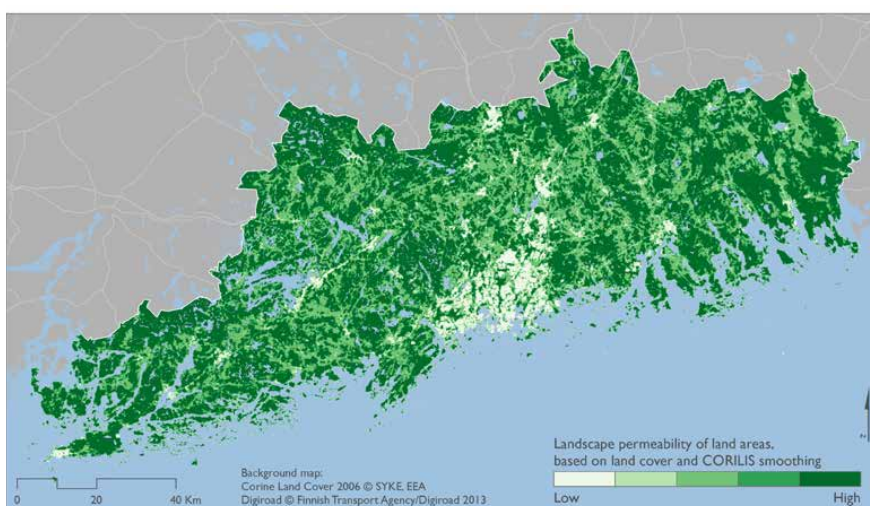 Landscape permeability of land areas,
based on land cover and CORILIS smoothing
Low High
Background map:
Corine Land Cover 2006 © SYKE, EEA
Digiroad © Finnish Transport Agency/Digiroad 2013
0 20 40 Km
z